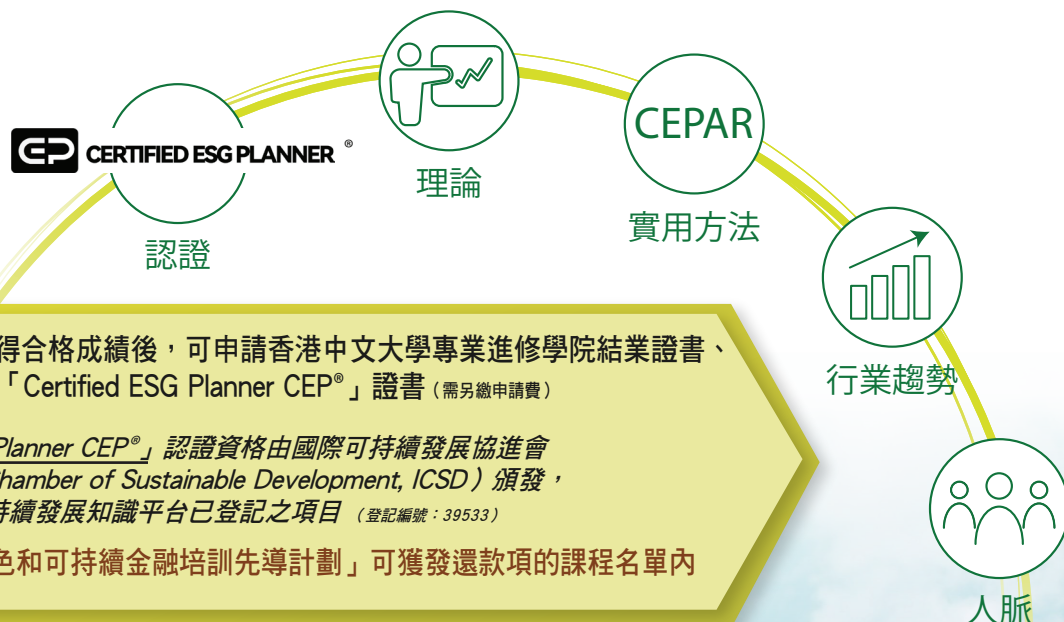 CEPAR
EP CERTIFIED ESG PLANNER ®
理論
實用方法
認證
得合格成績後，可申請香港中文大學專業進修學院結業證書、
「Certified ESG Planner CEP®」證書（需另繳申請費）
行業趨勢
Planner CEP®」認證資格由國際可持續發展協進會
Chamber of Sustainable Development, ICSD）頒發，
持續發展知識平台已登記之項目（登記編號：39533）
色和可持續金融培訓先導計劃」可獲發還款項的課程名單內
人脈